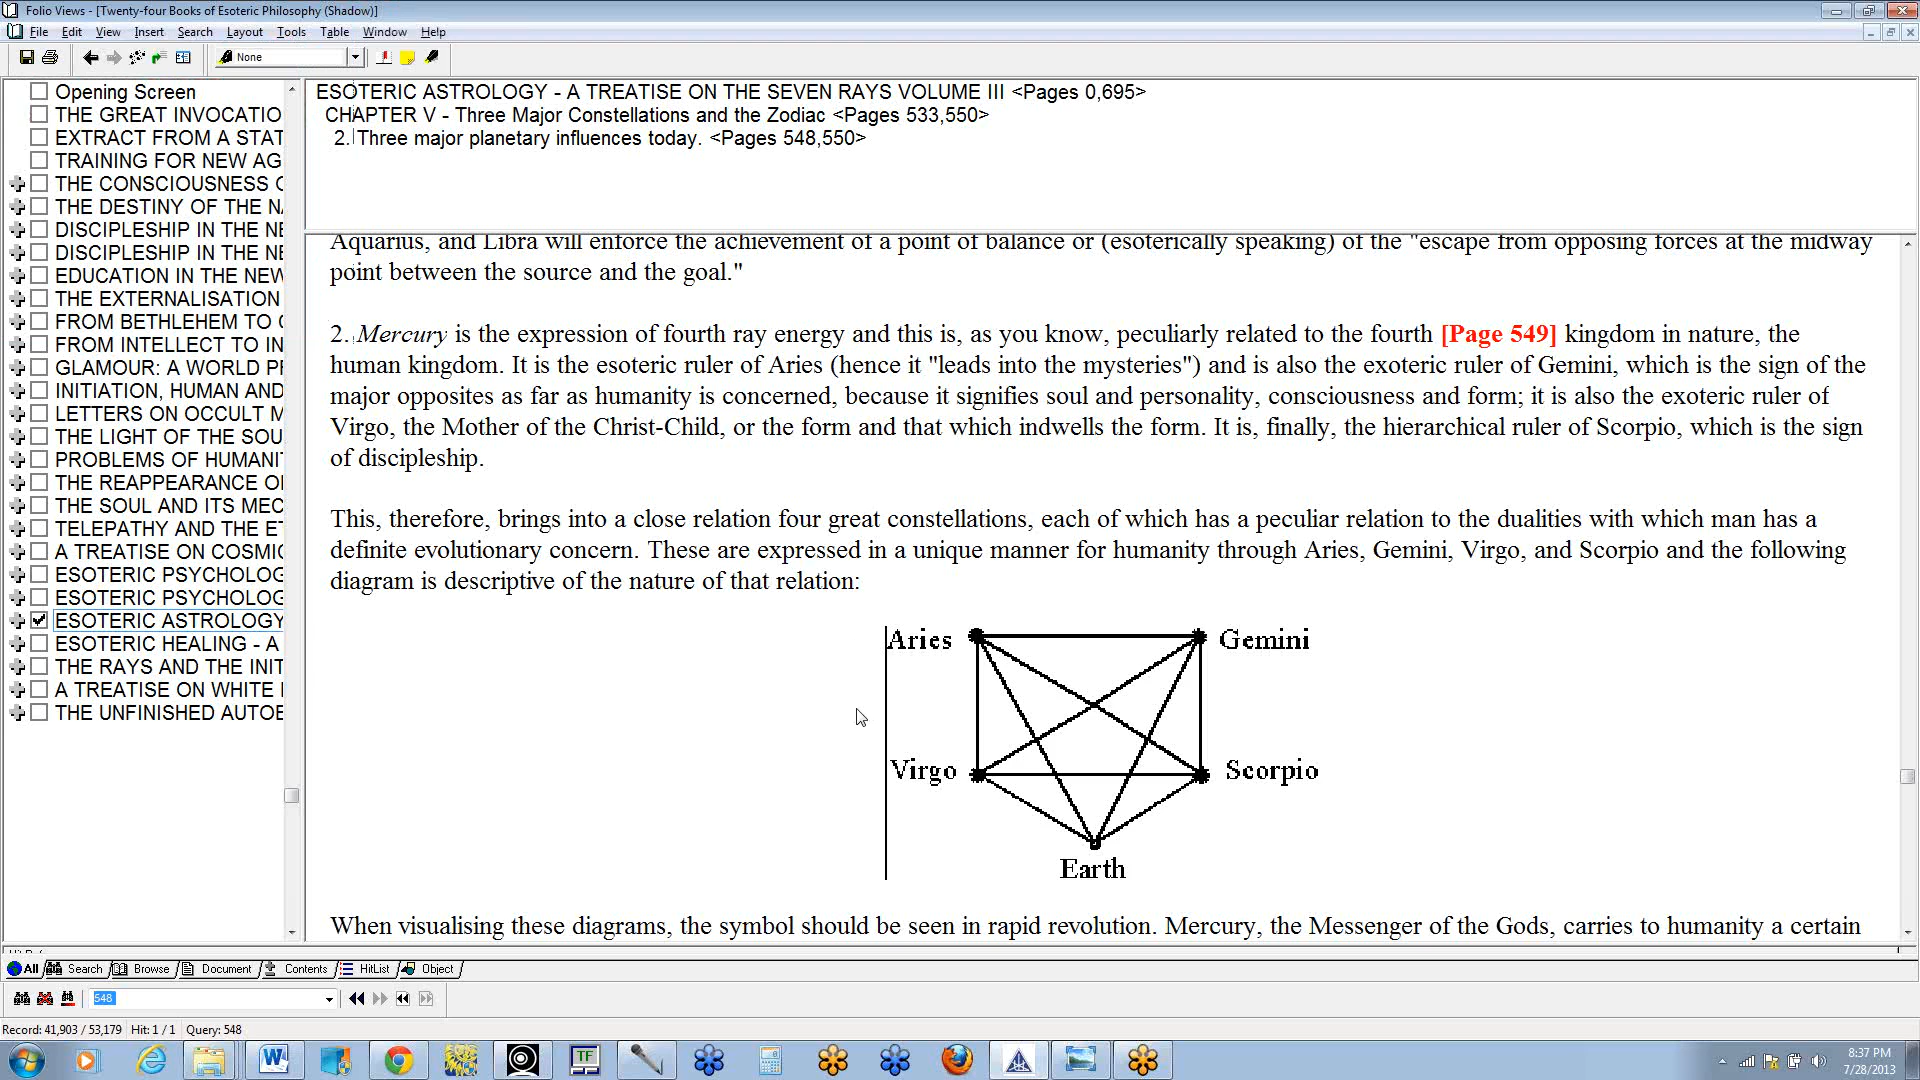 Folio Views - [Twenty-four Books of Esoteric Philosophy (Shadow)]
File Edit View Insert Search Layout Tools Table Window Help
None
Opening Screen
THE GREAT INVOCATIO
EXTRACT FROM A STAT
TRAINING FOR NEW AG
THE CONSCIOUSNESS O
THE DESTINY OF THE NA
DISCIPLESHIP IN THE NE
DISCIPLESHIP IN THE NE
EDUCATION IN THE NEW
THE EXTERNALISATION
FROM BETHLEHEM TO C
FROM INTELLECT TO IN
GLAMOUR: A WORLD PR
INITIATION, HUMAN AND
LETTERS ON OCCULT M
THE LIGHT OF THE SOU
PROBLEMS OF HUMANIT
THE REAPPEARANCE OF
THE SOUL AND ITS MEC
TELEPATHY AND THE ET
A TREATISE ON COSMIC
ESOTERIC PSYCHOLOG
ESOTERIC PSYCHOLOG
ESOTERIC ASTROLOGY
ESOTERIC HEALING - A
THE RAYS AND THE INIT
A TREATISE ON WHITE
THE UNFINISHED AUTOB
ESOTERIC ASTROLOGY - A TREATISE ON THE SEVEN RAYS VOLUME III <Pages 0,695>
CHAPTER V - Three Major Constellations and the Zodiac <Pages 533,550>
2. Three major planetary influences today. <Pages 548,550>
Aquarius, and Libra will enforce the achievement of a point of balance or (esoterically speaking) of the "escape from opposing forces at the midway
point between the source and the goal."
2. Mercury is the expression of fourth ray energy and this is, as you know, peculiarly related to the fourth [Page 549] kingdom in nature, the
human kingdom. It is the esoteric ruler of Aries (hence it "leads into the mysteries") and is also the exoteric ruler of Gemini, which is the sign of the
major opposites as far as humanity is concerned, because it signifies soul and personality, consciousness and form; it is also the exoteric ruler of
Virgo, the Mother of the Christ-Child, or the form and that which indwells the form. It is, finally, the hierarchical ruler of Scorpio, which is the sign
of discipleship.
This, therefore, brings into a close relation four great constellations, each of which has a peculiar relation to the dualities with which man has a
definite evolutionary concern. These are expressed in a unique manner for humanity through Aries, Gemini, Virgo, and Scorpio and the following
diagram is descriptive of the nature of that relation:
Aries Gemini
Virgo Scorpio
Earth
When visualising these diagrams, the symbol should be seen in rapid revolution. Mercury, the Messenger of the Gods, carries to humanity a certain
All Search Browse Document Contents HitList Object
548
Record: 41,903 / 53,179 Hit: 1 / 1 Query: 548
TF
8:37 PM
7/28/2013